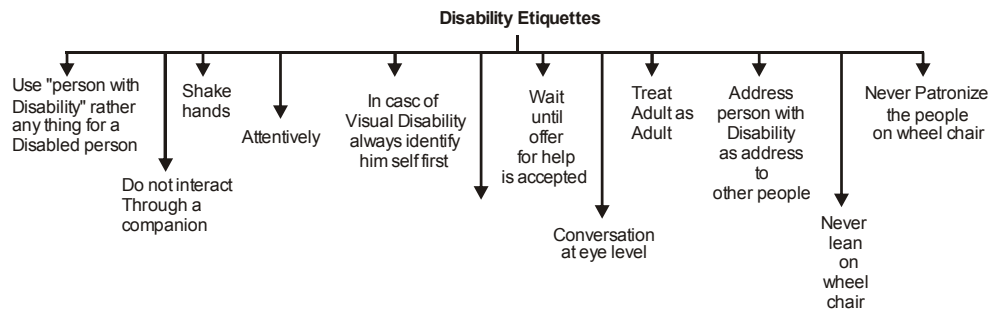 Disability Etiquettes
Use "person with
Disability" rather
any thing for a
Disabled person
Do not interact
Through a
companion
Shake
hands
Attentively
In casc of
Visual Disability
always identify
him self first
Wait
until
offer
for help
is accepted
Conversation
at eye level
Treat
Adult as
Adult
Address
person with
Disability
as address
to
other people
Never
lean
on
wheel
chair
Never Patronize
the people
on wheel chair